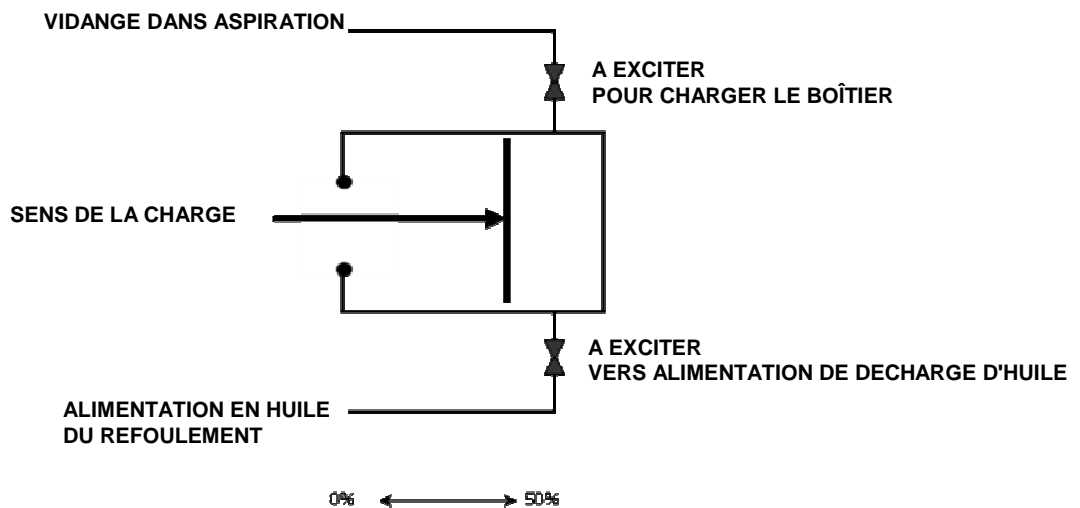 VIDANGE DANS ASPIRATION
A EXCITER
POUR CHARGER LE BOÎTIER
SENS DE LA CHARGE
A EXCITER
VERS ALIMENTATION DE DECHARGE D'HUILE
ALIMENTATION EN HUILE
DU REFOULEMENT
0% 50%